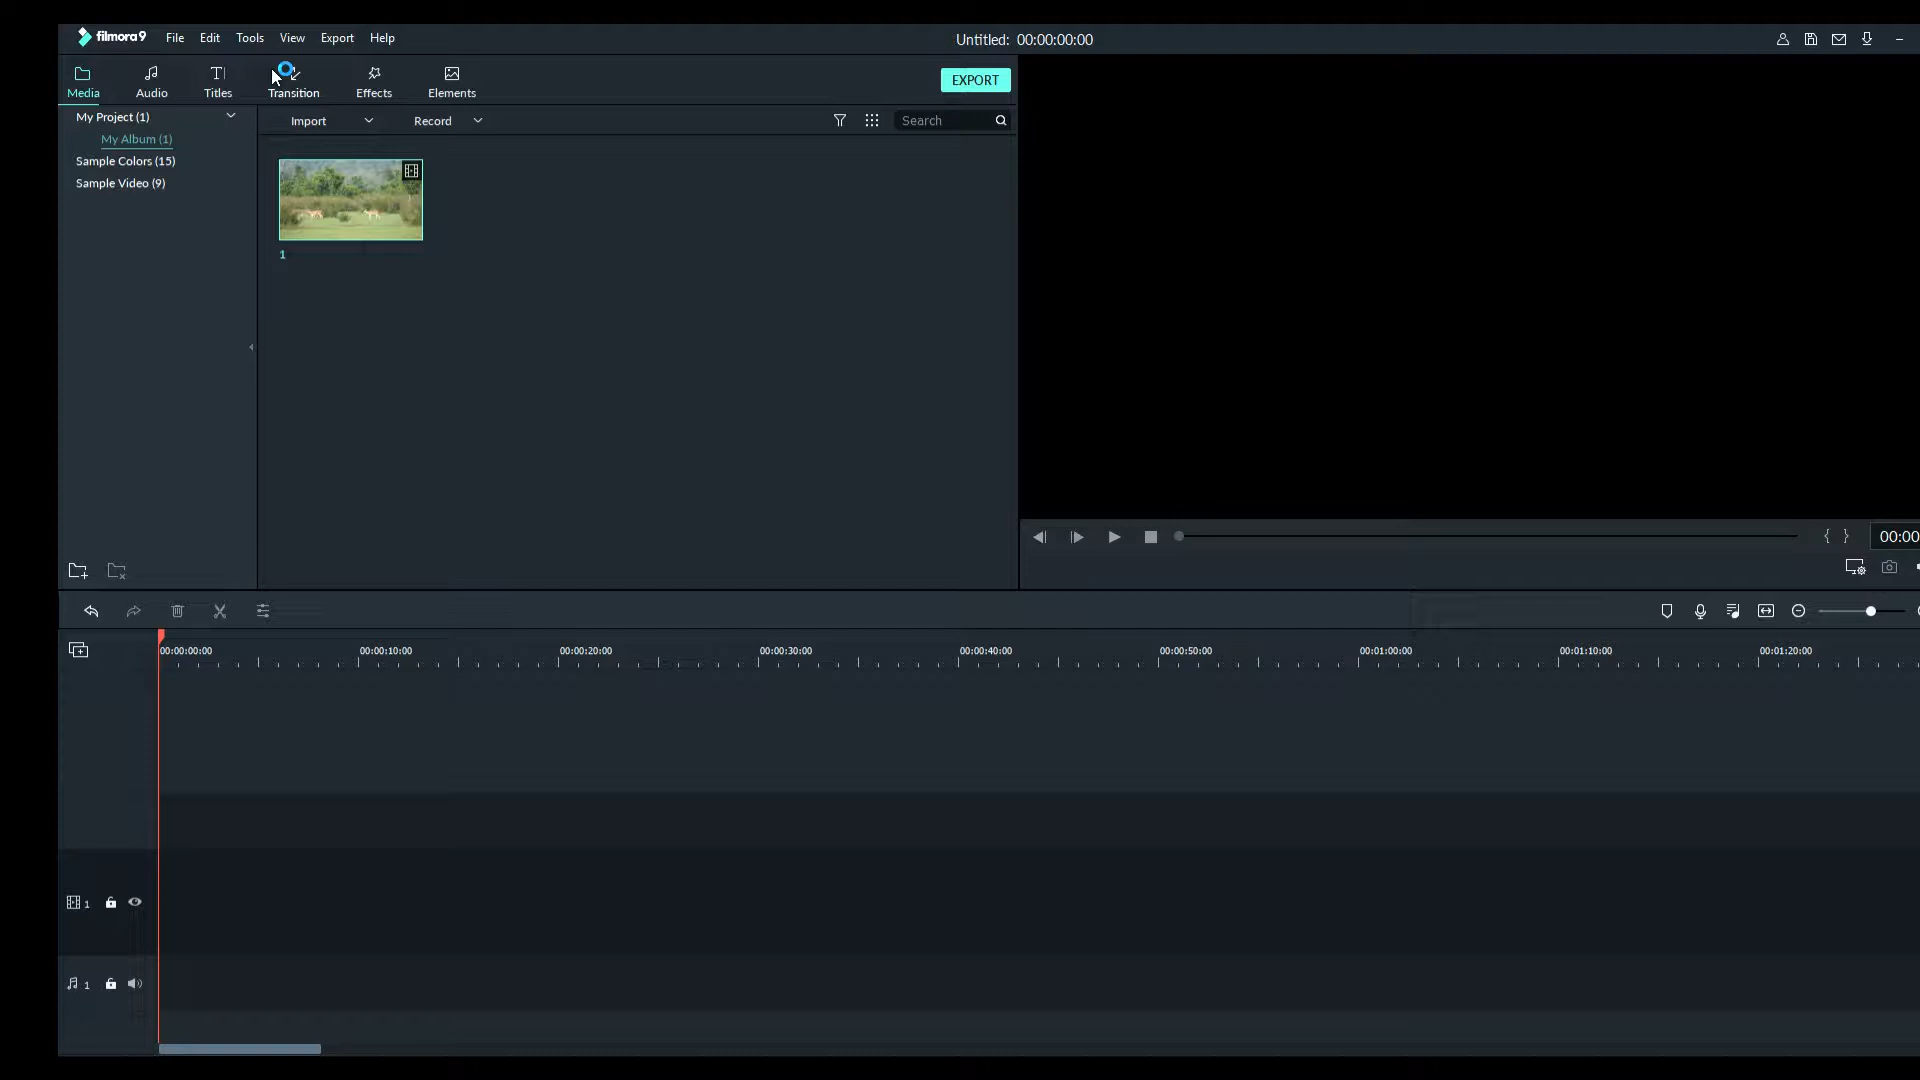 filmora9 File Edit Tools View Export Help Untitled: 00:00:00:00
Media Audio Titles Transition Effects Elements EXPORT
My Project (1) Import Record Search
My Album (1)
Sample Colors (15)
Sample Video (9)
1
00:00
00:00:00:00 00:00:10:00 00:00:20:00 00:00:30:00 00:00:40:00 00:00:50:00 00:01:00:00 00:01:10:00 00:01:20:00
1
1